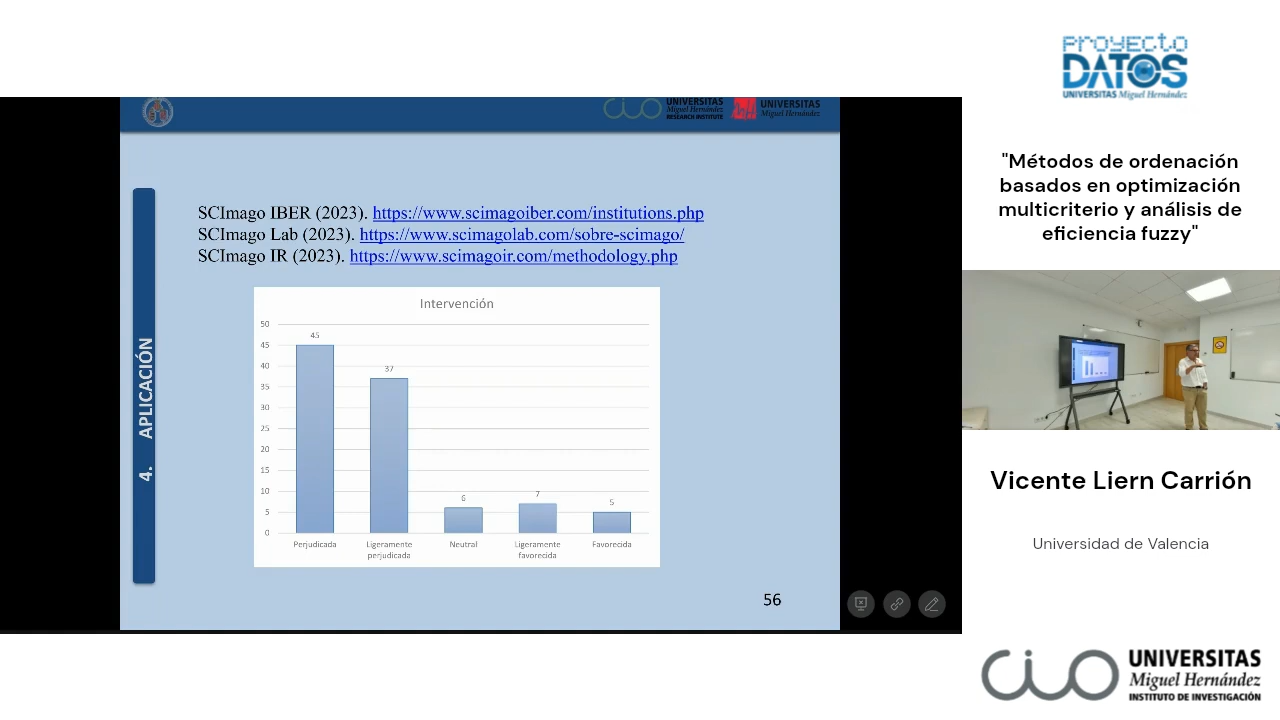 UNIVERSITAS
Miguel Hernández
RESEARCH INSTITUTE
UNIVERSITAS
Miguel Hernández
4. APLICACIÓN
SCImago IBER (2023). https://www.scimagoiber.com/institutions.php
SCImago Lab (2023). https://www.scimagolab.com/sobre-scimago/
SCImago IR (2023). https://www.scimagoir.com/methodology.php
Intervención
50
45
40
35
30
25
20
15
10
5
0
45
37
6
7
5
Perjudicada
Ligeramente
perjudicada
Neutral
Ligeramente
favorecida
Favorecida
56
PROYECTO
DATOS
UNIVERSITAS Miguel Hernández
"Métodos de ordenación
basados en optimización
multicriterio y análisis de
eficiencia fuzzy"
Vicente Liern Carrión
Universidad de Valencia
CIO
UNIVERSITAS
Miguel Hernández
INSTITUTO DE INVESTIGACIÓN